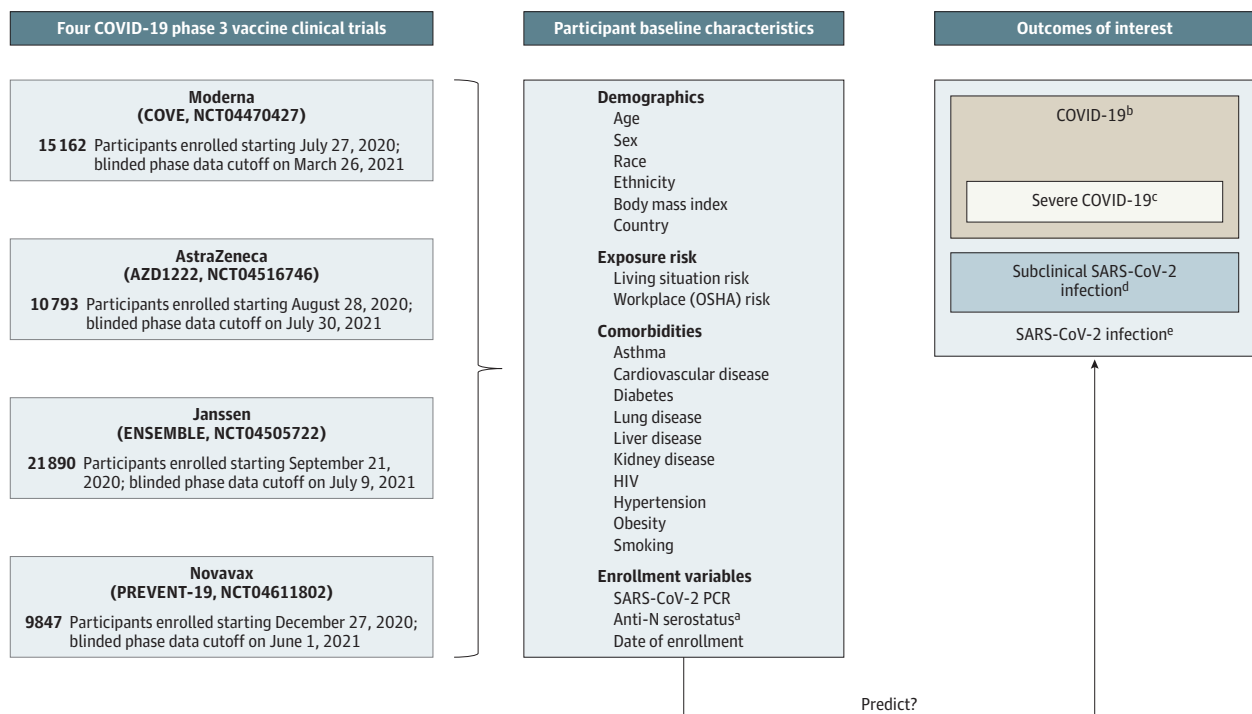 Four COVID-19 phase 3 vaccine clinical trials
Moderna
(COVE, NCT04470427)
15 162 Participants enrolled starting July 27, 2020;
blinded phase data cutoff on March 26, 2021
AstraZeneca
(AZD1222, NCT04516746)
10 793 Participants enrolled starting August 28, 2020;
blinded phase data cutoff on July 30, 2021
Janssen
(ENSEMBLE, NCT04505722)
21 890 Participants enrolled starting September 21,
2020; blinded phase data cutoff on July 9, 2021
Novavax
(PREVENT-19, NCT04611802)
9847 Participants enrolled starting December 27, 2020;
blinded phase data cutoff on June 1, 2021
Participant baseline characteristics
Demographics
Age
Sex
Race
Ethnicity
Body mass index
Country
Exposure risk
Living situation risk
Workplace (OSHA) risk
Comorbidities
Asthma
Cardiovascular disease
Diabetes
Lung disease
Liver disease
Kidney disease
HIV
Hypertension
Obesity
Smoking
Enrollment variables
SARS-CoV-2 PCR
Anti-N serostatusa
Date of enrollment
Predict?
Outcomes of interest
COVID-19b
Severe COVID-19c
Subclinical SARS-CoV-2
infectiond
SARS-CoV-2 infectione